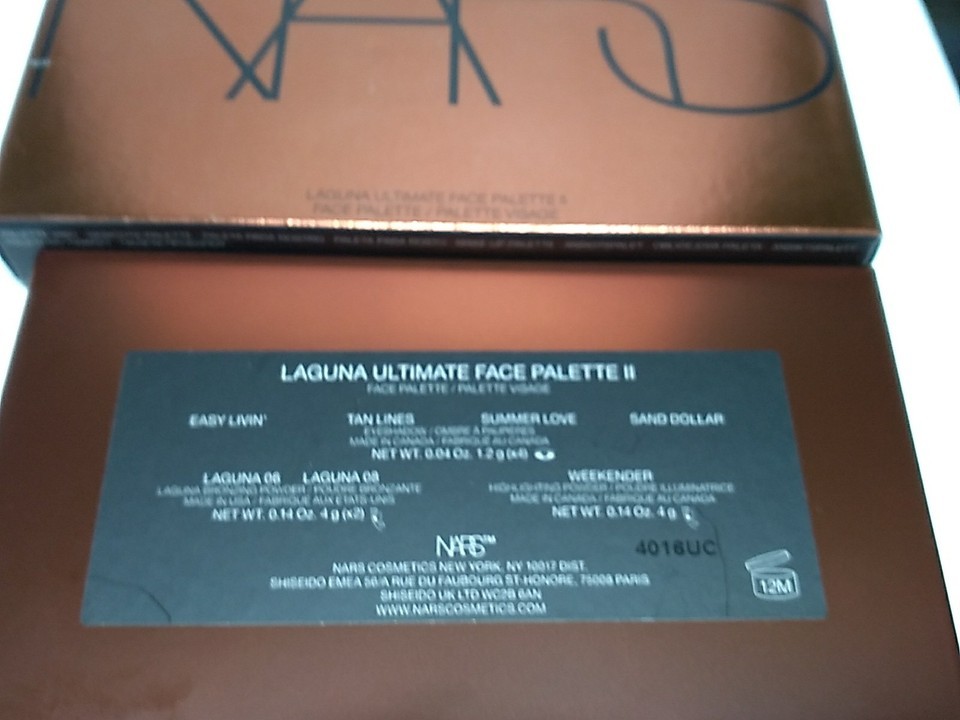 NARS
LAGUNA ULTIMATE FACE PALETTE II
FACE PALETTE / PALETTE VISAGE
LAGUNA ULTIMATE FACE PALETTE II
FACE PALETTE / PALETTE VISAGE
EASY LIVIN' TAN LINES SUMMER LOVE SAND DOLLAR
EYESHADOW / OMBRE À PAUPIÈRES
MADE IN CANADA / FABRIQUÉ AU CANADA
NET WT. 0.04 Oz. 1.2 g (x4)
LAGUNA 06 LAGUNA 03 WEEKENDER
LAGUNA BRONZING POWDER / POUDRE BRONZANTE HIGHLIGHTING POWDER / POUDRE ILLUMINATRICE
MADE IN USA / FABRIQUÉ AUX ETATS-UNIS MADE IN CANADA / FABRIQUÉ AU CANADA
NET WT. 0.14 Oz. 4 g (x2) NET WT. 0.14 Oz. 4 g
NARS™ 4016UC
NARS COSMETICS NEW YORK, NY 10017 DIST.
SHISEIDO EMEA 56/A RUE DU FAUBOURG ST-HONORE, 75008 PARIS
SHISEIDO UK LTD WC2B 6AN
WWW.NARSCOSMETICS.COM
12M